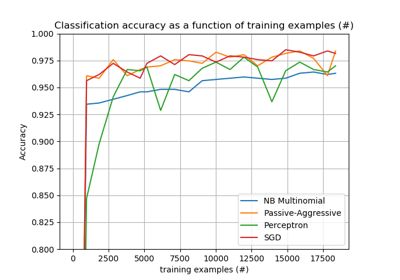 Classification accuracy as a function of training examples (#)
1.000
0.975
0.950
0.925
0.900
0.875
0.850
0.825
0.800
Accuracy
NB Multinomial
Passive-Aggressive
Perceptron
SGD
0 2500 5000 7500 10000 12500 15000 17500
training examples (#)